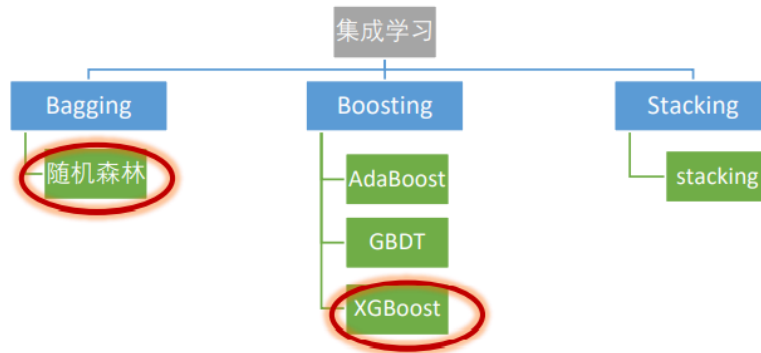 集成学习
Bagging
Boosting
Stacking
随机森林
AdaBoost
stacking
GBDT
XGBoost